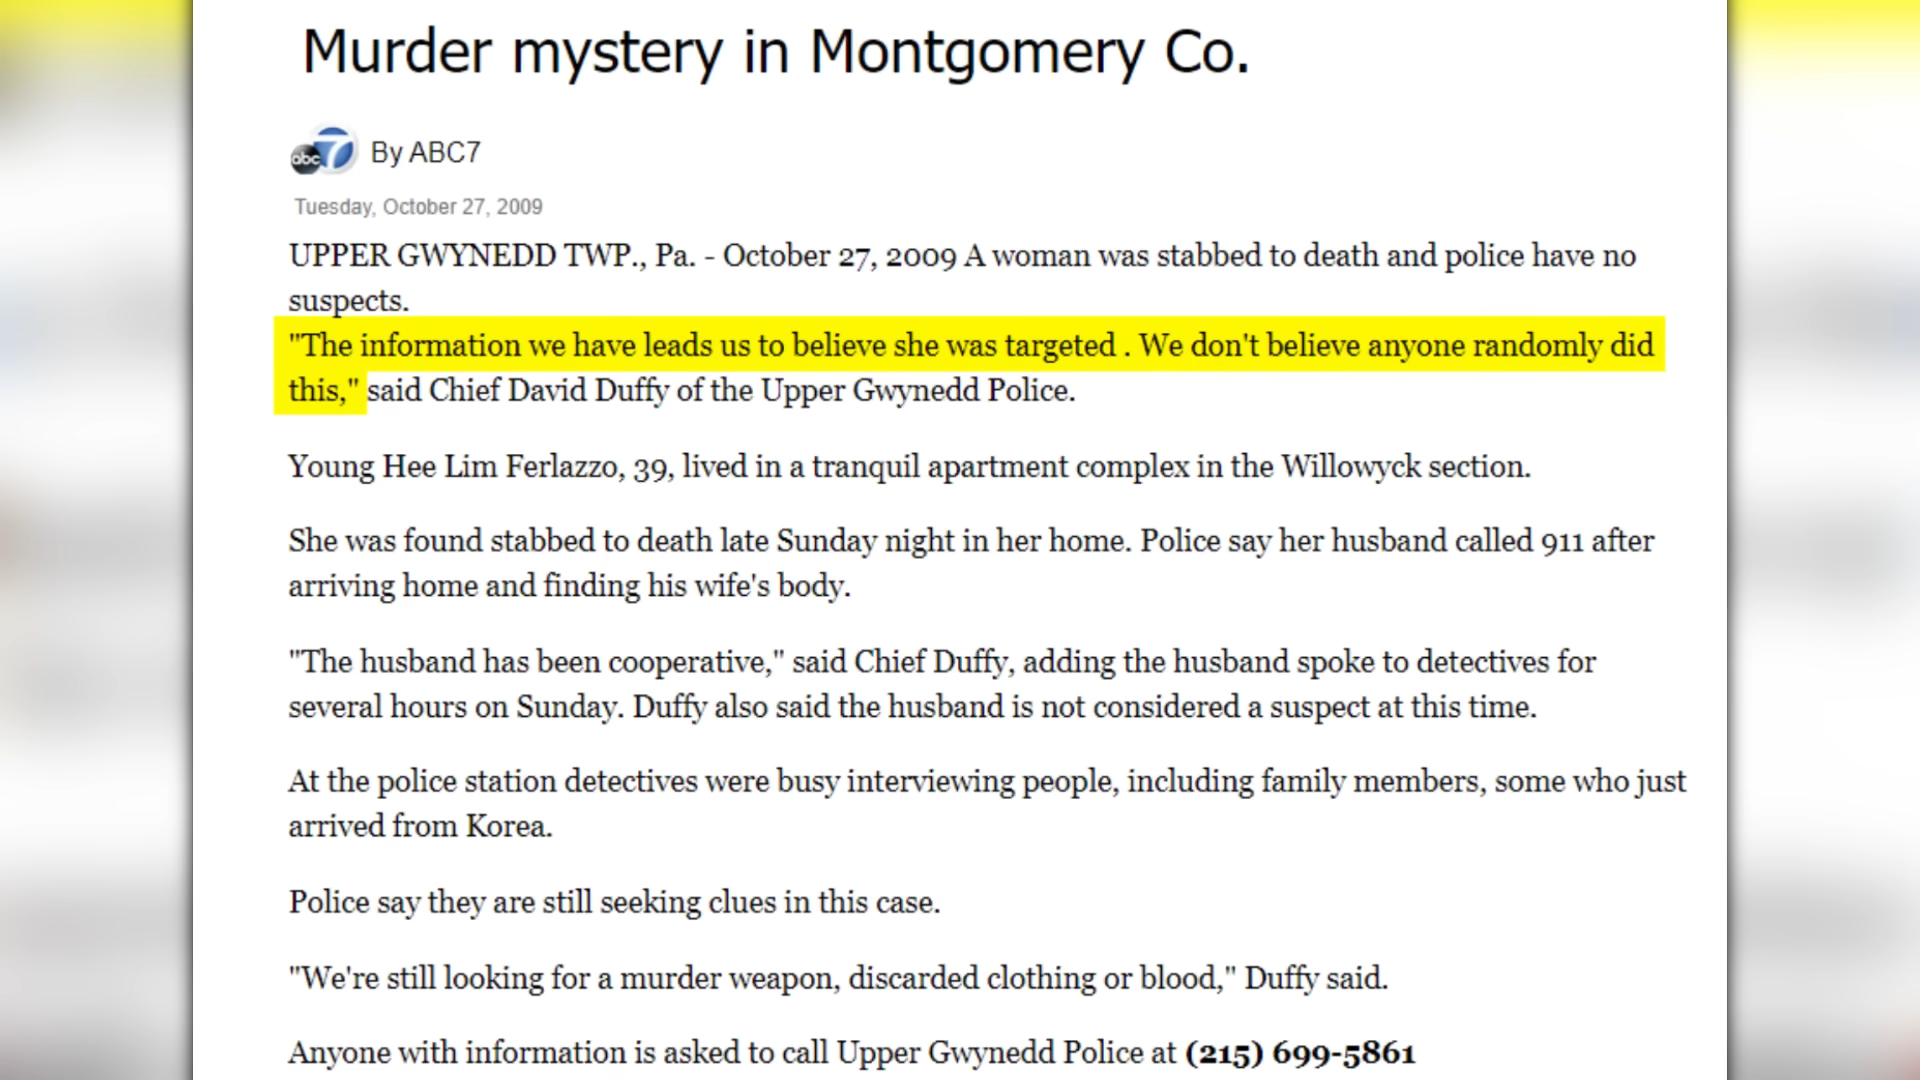 Murder mystery in Montgomery Co.
abc 7 By ABC7
Tuesday, October 27, 2009
UPPER GWYNEDD TWP., Pa. - October 27, 2009 A woman was stabbed to death and police have no
suspects.
"The information we have leads us to believe she was targeted . We don't believe anyone randomly did
this," said Chief David Duffy of the Upper Gwynedd Police.
Young Hee Lim Ferlazzo, 39, lived in a tranquil apartment complex in the Willowyck section.
She was found stabbed to death late Sunday night in her home. Police say her husband called 911 after
arriving home and finding his wife's body.
"The husband has been cooperative," said Chief Duffy, adding the husband spoke to detectives for
several hours on Sunday. Duffy also said the husband is not considered a suspect at this time.
At the police station detectives were busy interviewing people, including family members, some who just
arrived from Korea.
Police say they are still seeking clues in this case.
"We're still looking for a murder weapon, discarded clothing or blood," Duffy said.
Anyone with information is asked to call Upper Gwynedd Police at (215) 699-5861